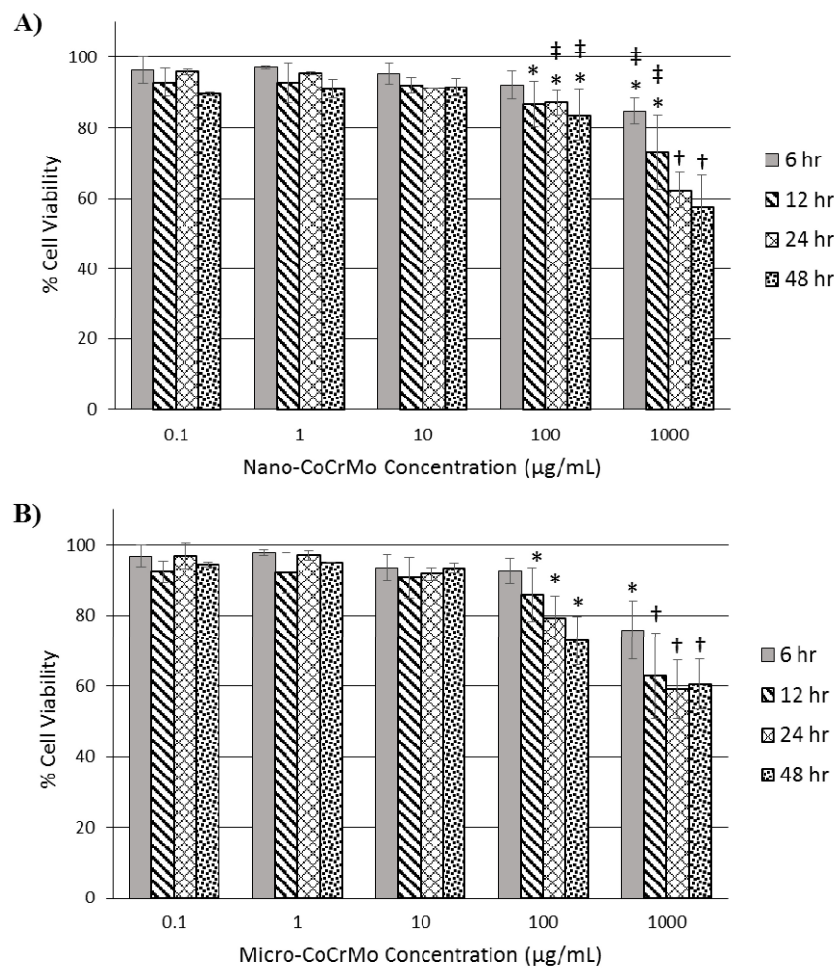 A)
100
80
60
40
20
0
% Cell Viability
* ‡ * ‡ * ‡ * ‡ * † †
0.1 1 10 100 1000
Nano-CoCrMo Concentration (µg/mL)
6 hr
12 hr
24 hr
48 hr
B)
100
80
60
40
20
0
% Cell Viability
* * * * † † †
0.1 1 10 100 1000
Micro-CoCrMo Concentration (µg/mL)
6 hr
12 hr
24 hr
48 hr